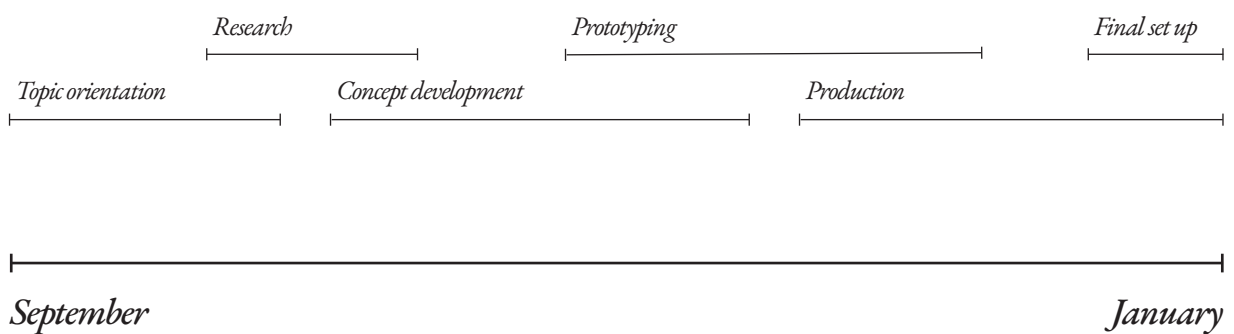 Research
Prototyping
Final set up
Topic orientation
Concept development
Production
September
January